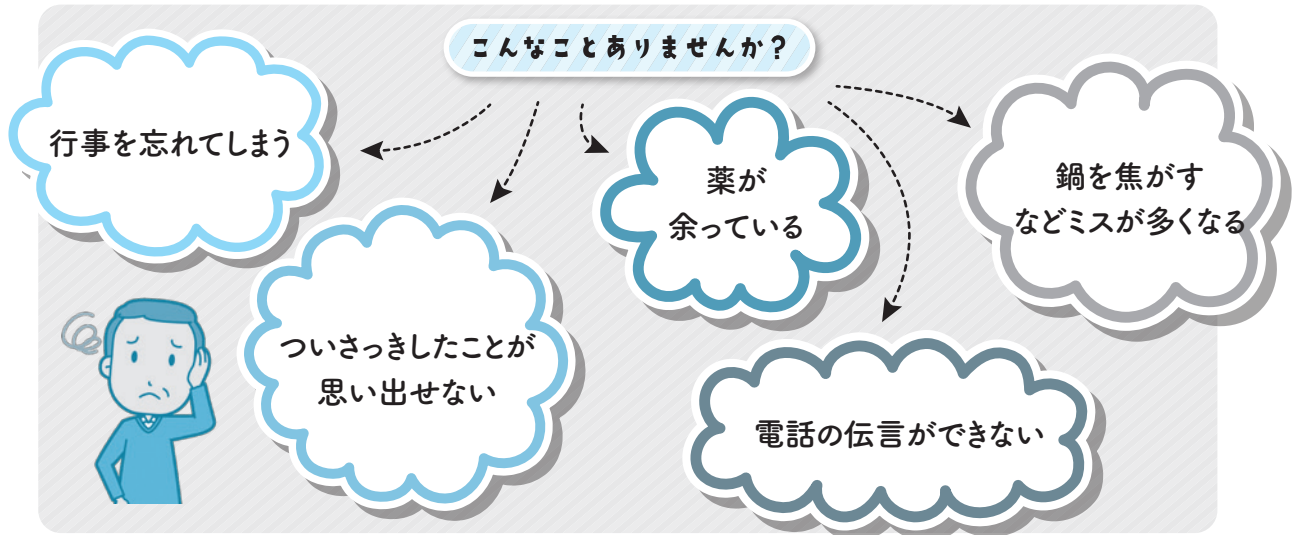 こんなことありませんか？
行事を忘れてしまう
ついさっきしたことが
思い出せない
薬が
余っている
電話の伝言ができない
鍋を焦がす
などミスが多くなる